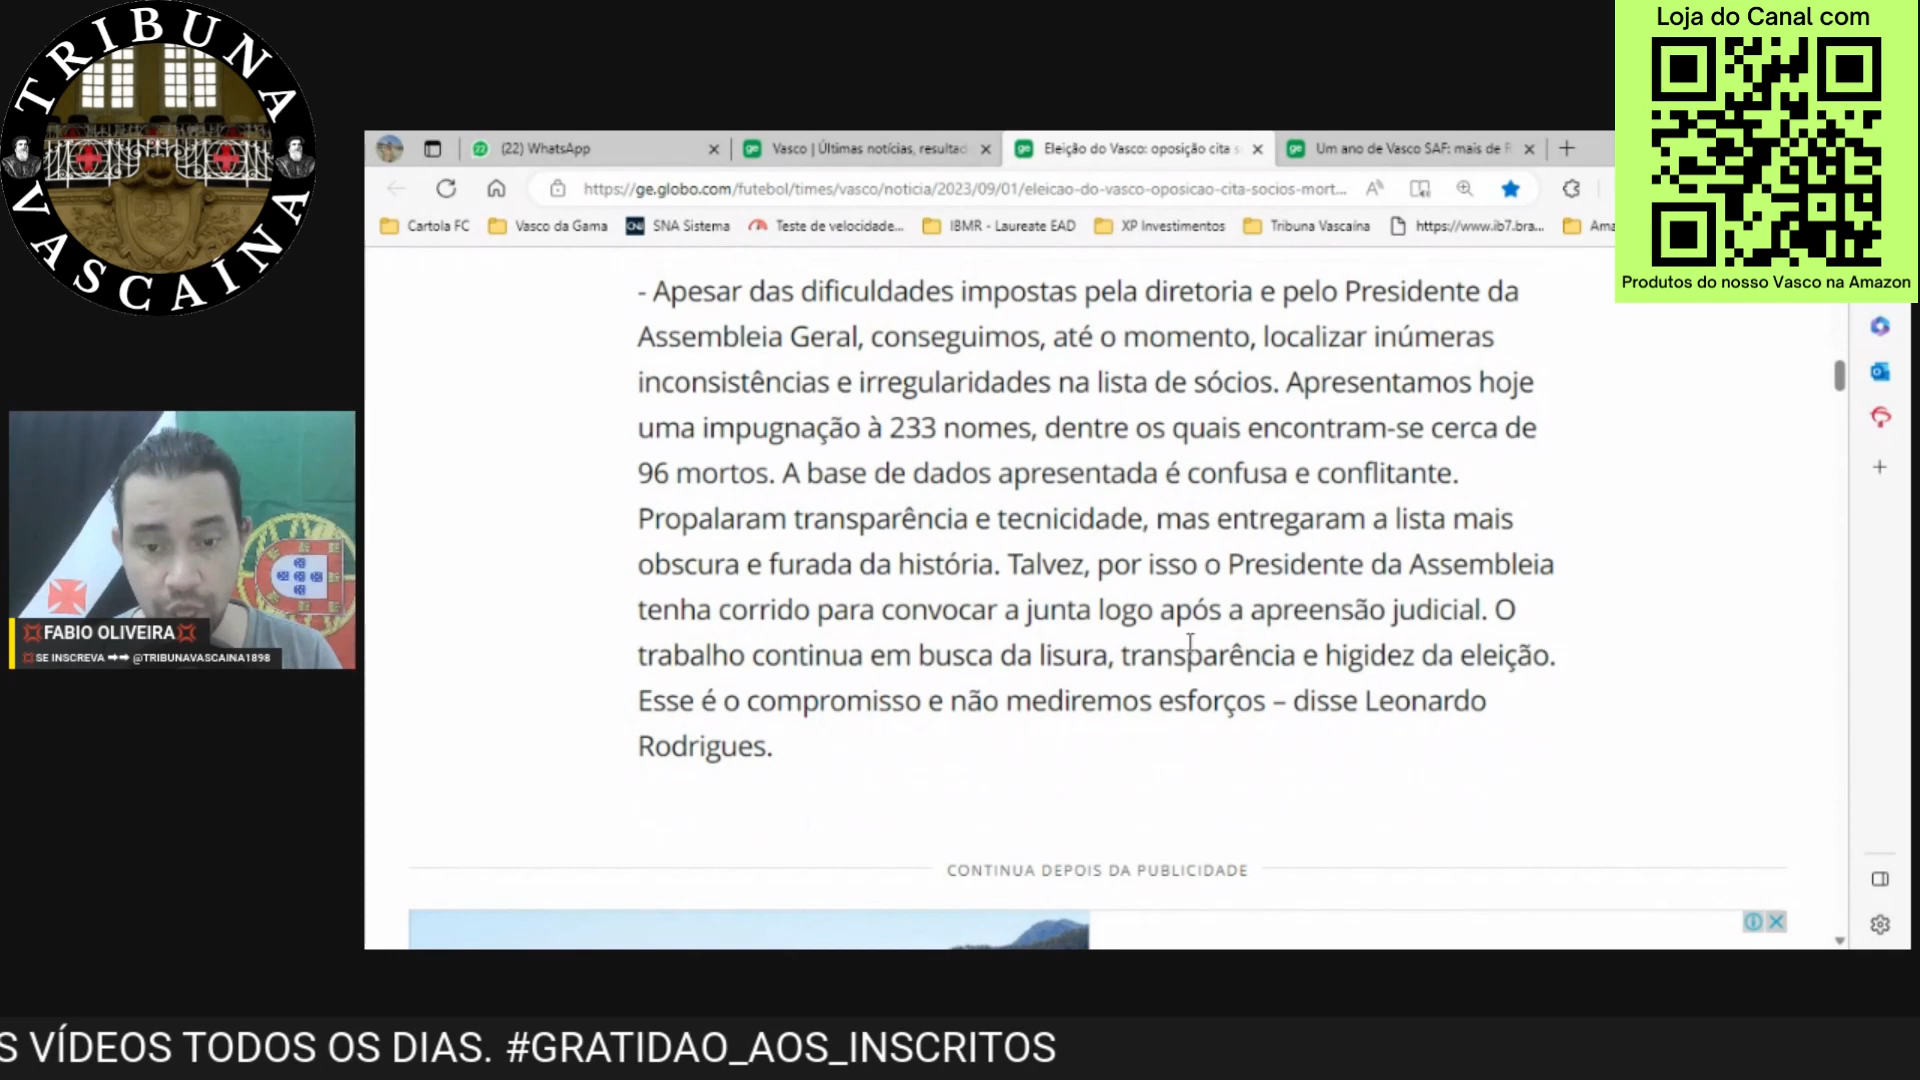 TRIBUNA
VASCAÍNA
Loja do Canal com
Produtos do nosso Vasco na Amazon
(22) WhatsApp
Vasco | Últimas notícias, resultad
Eleição do Vasco: oposição cita s
Um ano de Vasco SAF: mais de R
https://ge.globo.com/futebol/times/vasco/noticia/2023/09/01/eleicao-do-vasco-oposicao-cita-socios-mort...
Cartola FC
Vasco da Gama
SNA Sistema
Teste de velocidade...
IBMR - Laureate EAD
XP Investimentos
Tribuna Vascaína
https://www.ib7.bra...
Ama
- Apesar das dificuldades impostas pela diretoria e pelo Presidente da
Assembleia Geral, conseguimos, até o momento, localizar inúmeras
inconsistências e irregularidades na lista de sócios. Apresentamos hoje
uma impugnação à 233 nomes, dentre os quais encontram-se cerca de
96 mortos. A base de dados apresentada é confusa e conflitante.
Propalaram transparência e tecnicidade, mas entregaram a lista mais
obscura e furada da história. Talvez, por isso o Presidente da Assembleia
tenha corrido para convocar a junta logo após a apreensão judicial. O
trabalho continua em busca da lisura, transparência e higidez da eleição.
Esse é o compromisso e não mediremos esforços – disse Leonardo
Rodrigues.
CONTINUA DEPOIS DA PUBLICIDADE
FABIO OLIVEIRA
SE INSCREVA ➡➡ @TRIBUNAVASCAINA1898
S VÍDEOS TODOS OS DIAS. #GRATIDAO_AOS_INSCRITOS